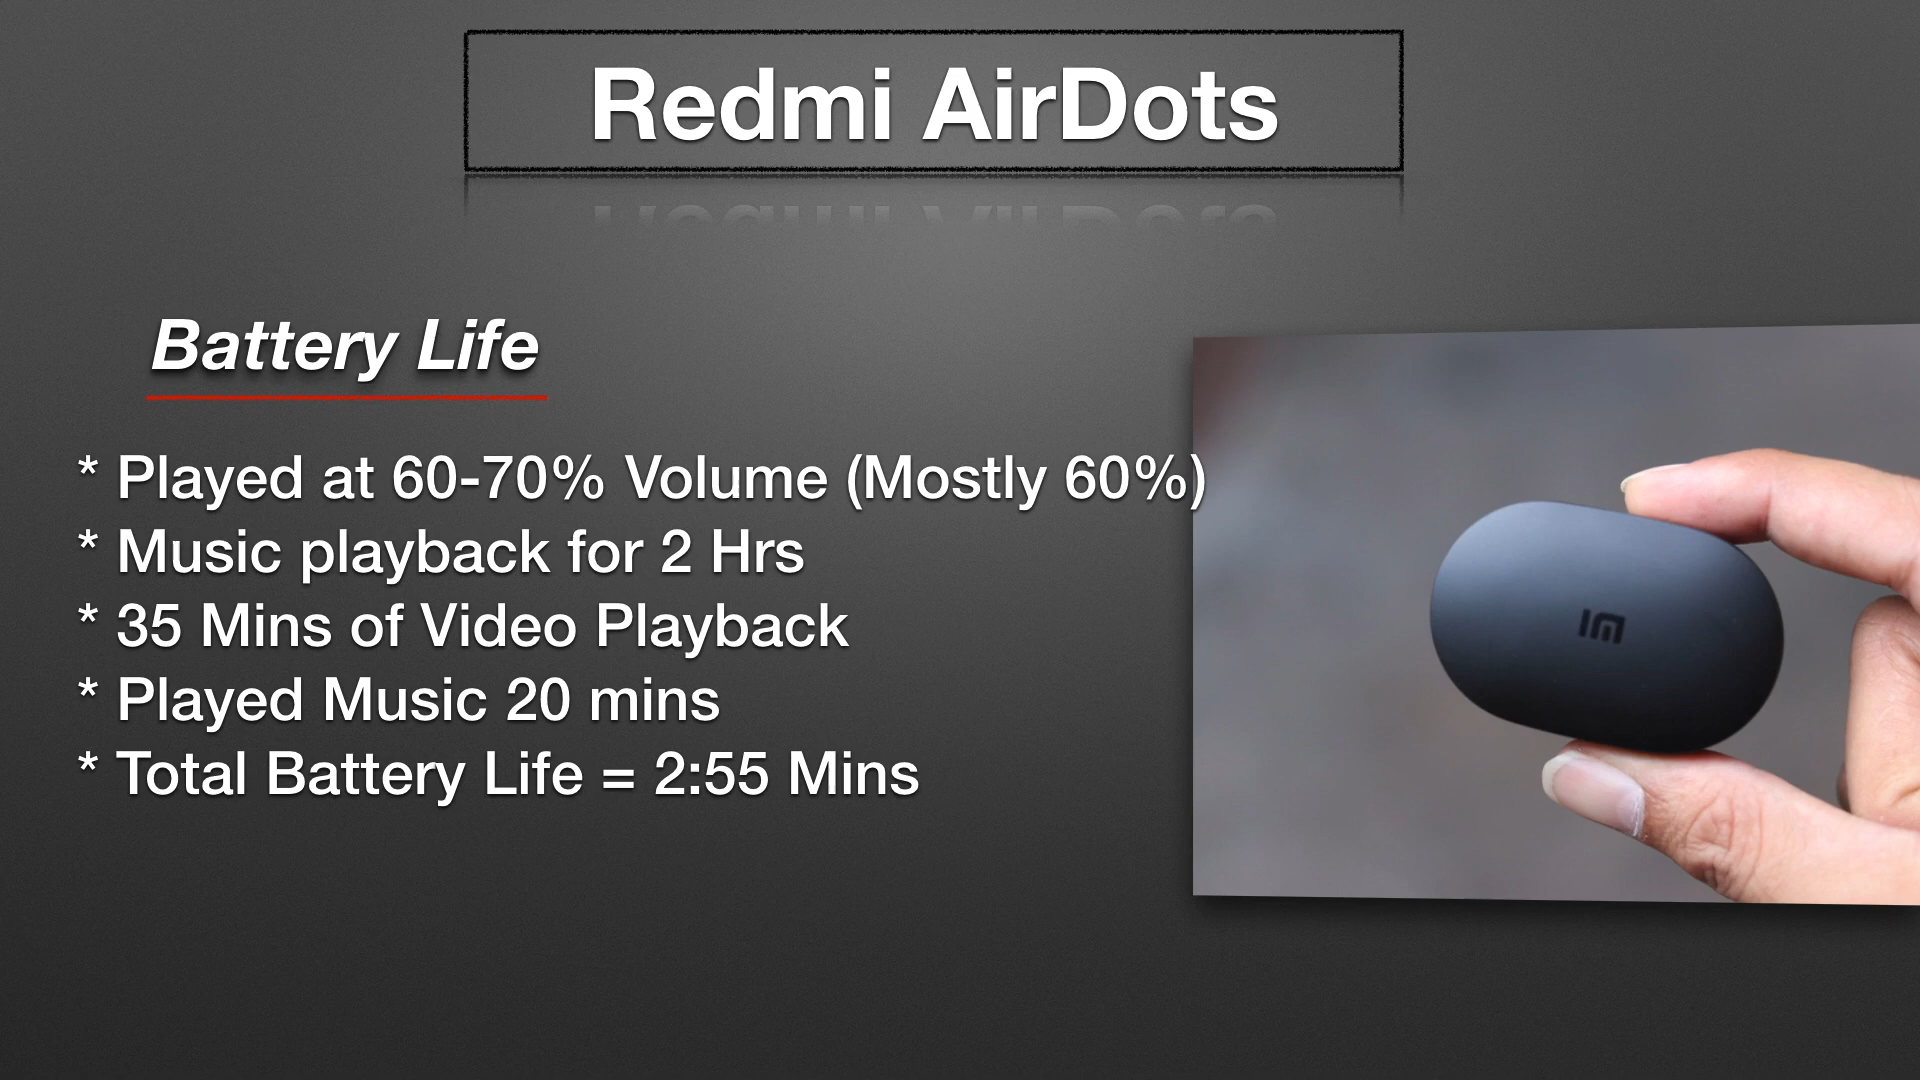 Redmi AirDots
Battery Life
* Played at 60-70% Volume (Mostly 60%)
* Music playback for 2 Hrs
* 35 Mins of Video Playback
* Played Music 20 mins
* Total Battery Life = 2:55 Mins